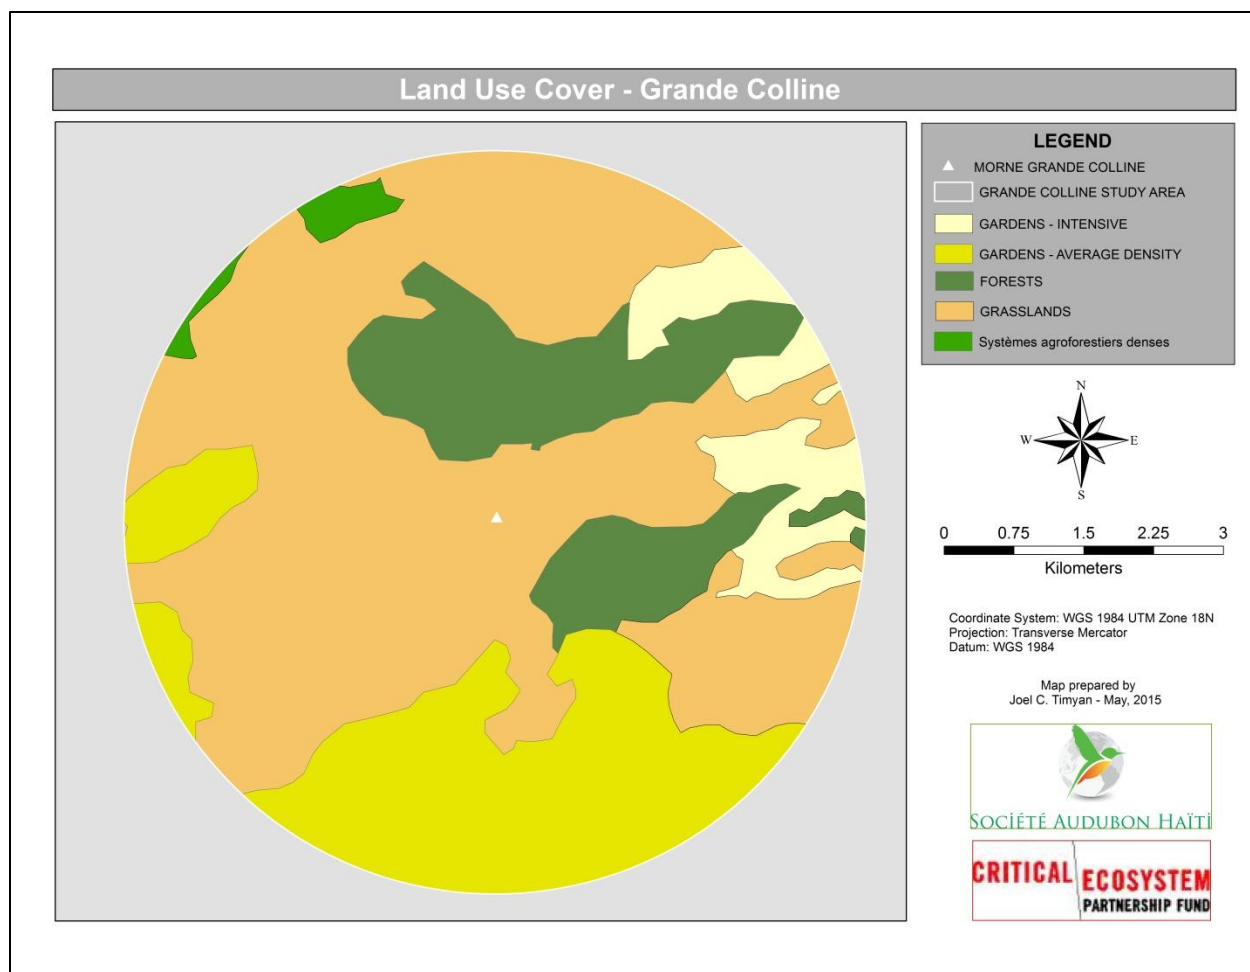 Land Use Cover - Grande Colline
LEGEND
MORNE GRANDE COLLINE
GRANDE COLLINE STUDY AREA
GARDENS - INTENSIVE
GARDENS - AVERAGE DENSITY
FORESTS
GRASSLANDS
Systèmes agroforestiers denses
N
W E
S
0 0.75 1.5 2.25 3
Kilometers
Coordinate System: WGS 1984 UTM Zone 18N
Projection: Transverse Mercator
Datum: WGS 1984
Map prepared by
Joel C. Timyan - May, 2015
SOCIÉTÉ AUDUBON HAÏTI
CRITICAL ECOSYSTEM
PARTNERSHIP FUND